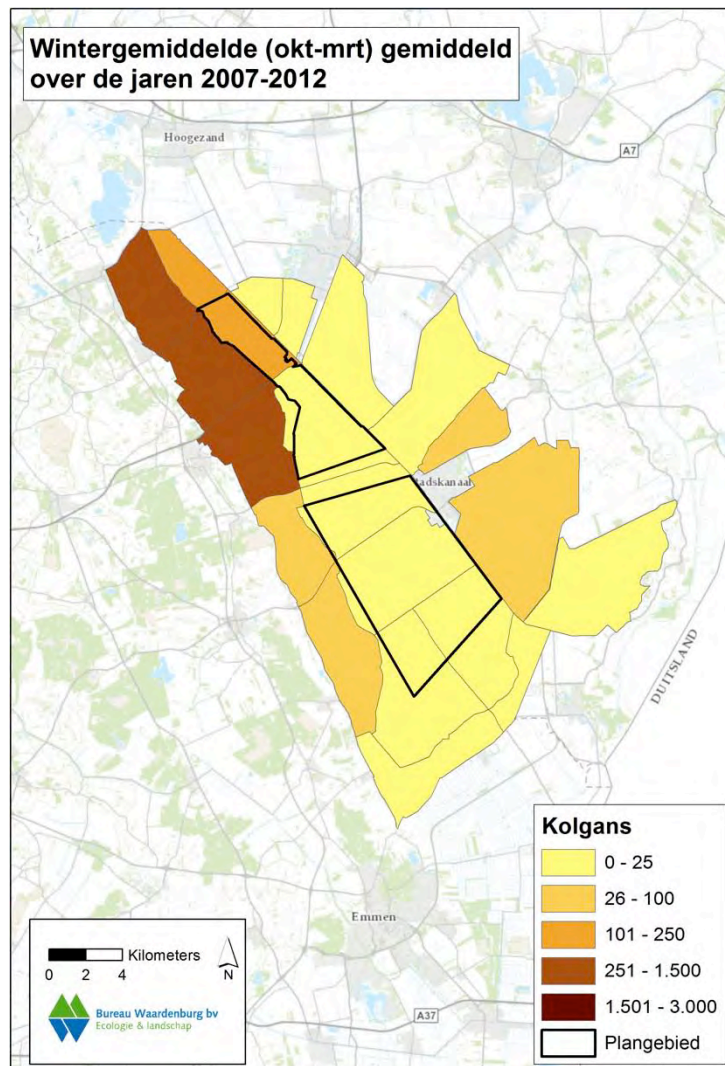 Wintergemiddelde (okt-mrt) gemiddeld
over de jaren 2007-2012
Hoogezand
A7
adskanaal
DUITSLAND
Emmen
A37
Kolgans
0 - 25
26 - 100
101 - 250
251 - 1.500
1.501 - 3.000
Plangebied
Kilometers
0 2 4
N
Bureau Waardenburg bv
Ecologie & landschap